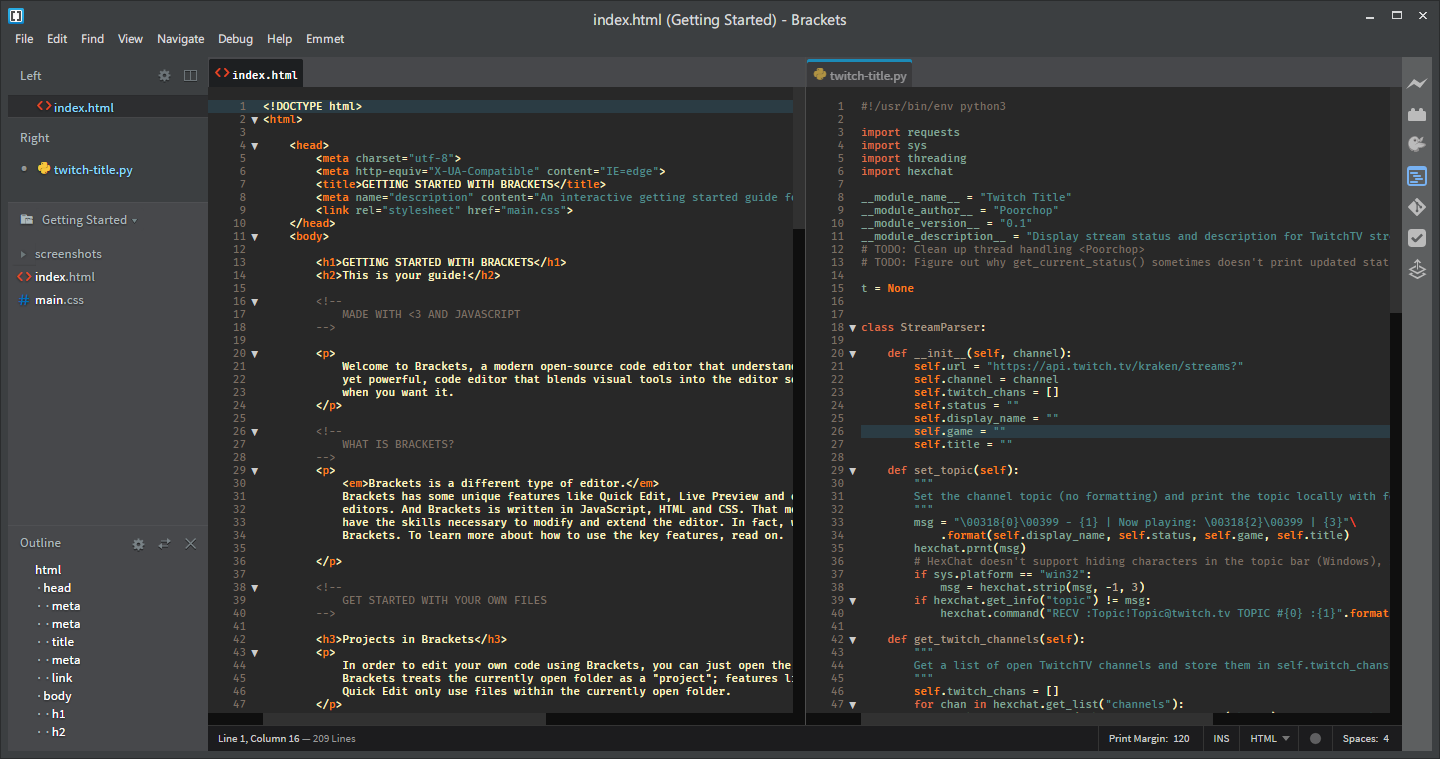 index.html (Getting Started) - Brackets
File Edit Find View Navigate Debug Help Emmet
Left
index.html
Right
twitch-title.py
Getting Started
screenshots
index.html
main.css
Outline
html
head
meta
meta
title
meta
link
body
h1
h2
index.html
1 <!DOCTYPE html>
2 <html>
3
4 <head>
5 <meta charset="utf-8">
6 <meta http-equiv="X-UA-Compatible" content="IE=edge">
7 <title>GETTING STARTED WITH BRACKETS</title>
8 <meta name="description" content="An interactive getting started guide
9 <link rel="stylesheet" href="main.css">
10 </head>
11 <body>
12
13 <h1>GETTING STARTED WITH BRACKETS</h1>
14 <h2>This is your guide!</h2>
15
16 <!--
17 MADE WITH <3 AND JAVASCRIPT
18 -->
19
20 <p>
21 Welcome to Brackets, a modern open-source code editor that
22 yet powerful, code editor that blends visual tools into the editor
23 when you want it.
24 </p>
25
26 <!--
27 WHAT IS BRACKETS?
28 -->
29 <p>
30 <em>Brackets is a different type of editor.</em>
31 Brackets has some unique features like Quick Edit, Live Preview and
32 editors. And Brackets is written in JavaScript, HTML and CSS. That
33 have the skills necessary to modify and extend the editor. In fact,
34 Brackets. To learn more about how to use the key features, read on.
35
36 </p>
37
38 <!--
39 GET STARTED WITH YOUR OWN FILES
40 -->
41
42 <h3>Projects in Brackets</h3>
43 <p>
44 In order to edit your own code using Brackets, you can just open the
45 Brackets treats the currently open folder as a "project"; features
46 Quick Edit only use files within the currently open folder.
47 </p>
twitch-title.py
1 #!/usr/bin/env python3
2
3 import requests
4 import sys
5 import threading
6 import hexchat
7
8 __module_name__ = "Twitch Title"
9 __module_author__ = "Poorchop"
10 __module_version__ = "0.1"
11 __module_description__ = "Display stream status and description for TwitchTV
12 # TODO: Clean up thread handling <Poorchop>
13 # TODO: Figure out why get_current_status() sometimes doesn't print updated
14
15 t = None
16
17
18 class StreamParser:
19
20 def __init__(self, channel):
21 self.url = "https://api.twitch.tv/kraken/streams?"
22 self.channel = channel
23 self.twitch_chans = []
24 self.status = ""
25 self.display_name = ""
26 self.game = ""
27 self.title = ""
28
29 def set_topic(self):
30 """
31 Set the channel topic (no formatting) and print the topic locally with
32 """
33 msg = "\00318{0}\00399 - {1} | Now playing: \00318{2}\00399 | {3}"\
34 .format(self.display_name, self.status, self.game, self.title)
35 hexchat.prnt(msg)
36 # HexChat doesn't support hiding characters in the topic bar (Windows),
37 if sys.platform == "win32":
38 msg = hexchat.strip(msg, -1, 3)
39 if hexchat.get_info("topic") != msg:
40 hexchat.command("RECV :Topic!Topic@twitch.tv TOPIC #{0} :{1}".format
41
42 def get_twitch_channels(self):
43 """
44 Get a list of open TwitchTV channels and store them in self.twitch_chans
45 """
46 self.twitch_chans = []
47 for chan in hexchat.get_list("channels"):
Line 1, Column 16 — 209 Lines
Print Margin: 120 INS HTML Spaces: 4